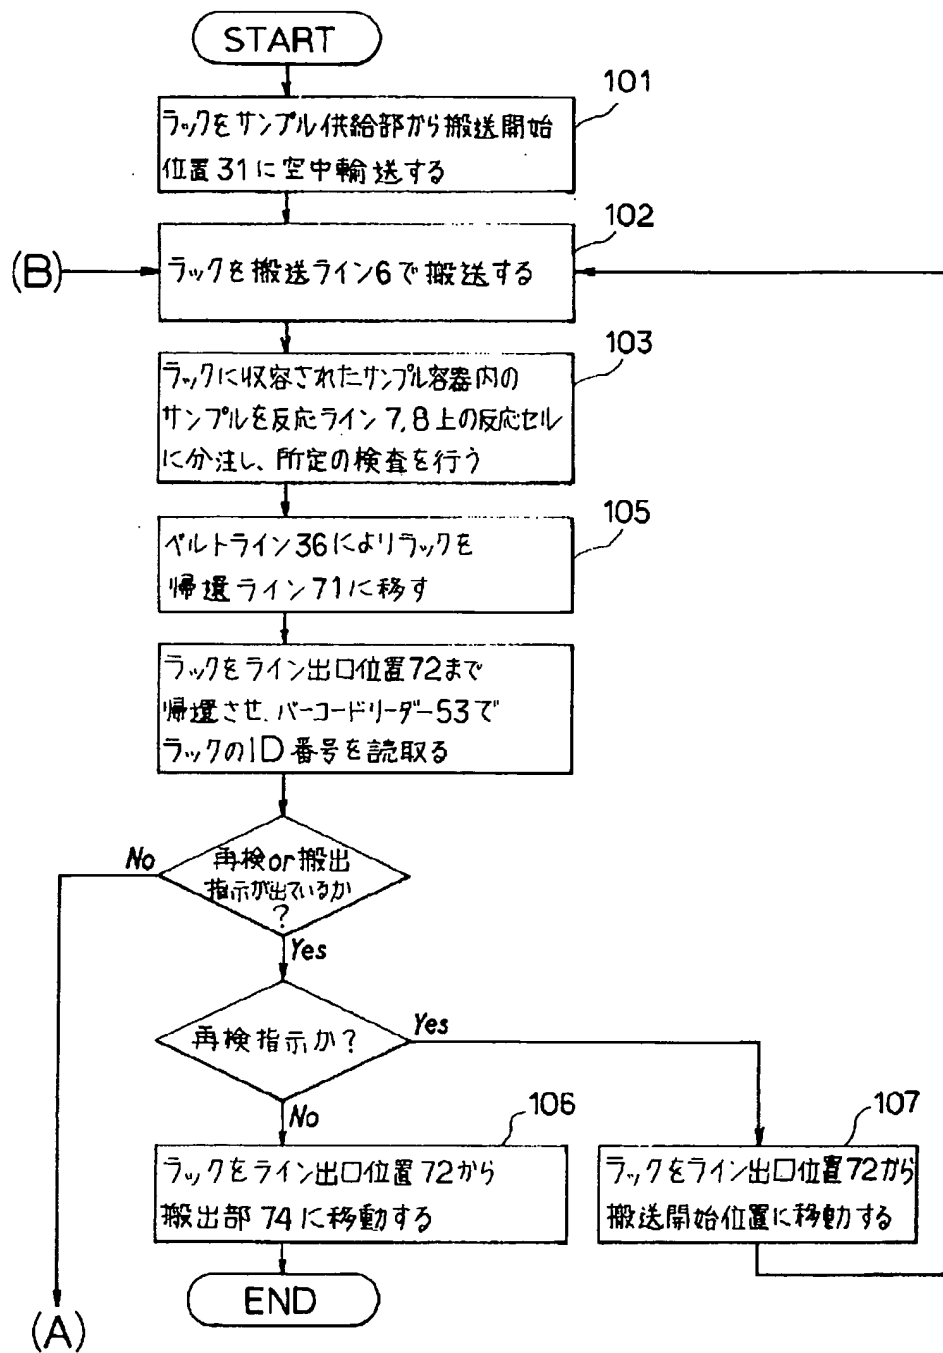 START
101
ラックをサンプル供給部から搬送開始
位置31に空中輸送する
102
(B)
ラックを搬送ライン6で搬送する
103
ラックに収容されたサンプル容器内の
サンプルを反応ライン7,8上の反応セル
に分注し、所定の検査を行う
105
ベルトライン36によりラックを
帰還ライン71に移す
ラックをライン出口位置72まで
帰還させ、バーコードリーダー53で
ラックのID番号を読取る
No
再検or搬出
指示が出ているか
?
Yes
再検指示か?
Yes
No
106
107
ラックをライン出口位置72から
搬出部74に移動する
ラックをライン出口位置72から
搬送開始位置に移動する
END
(A)